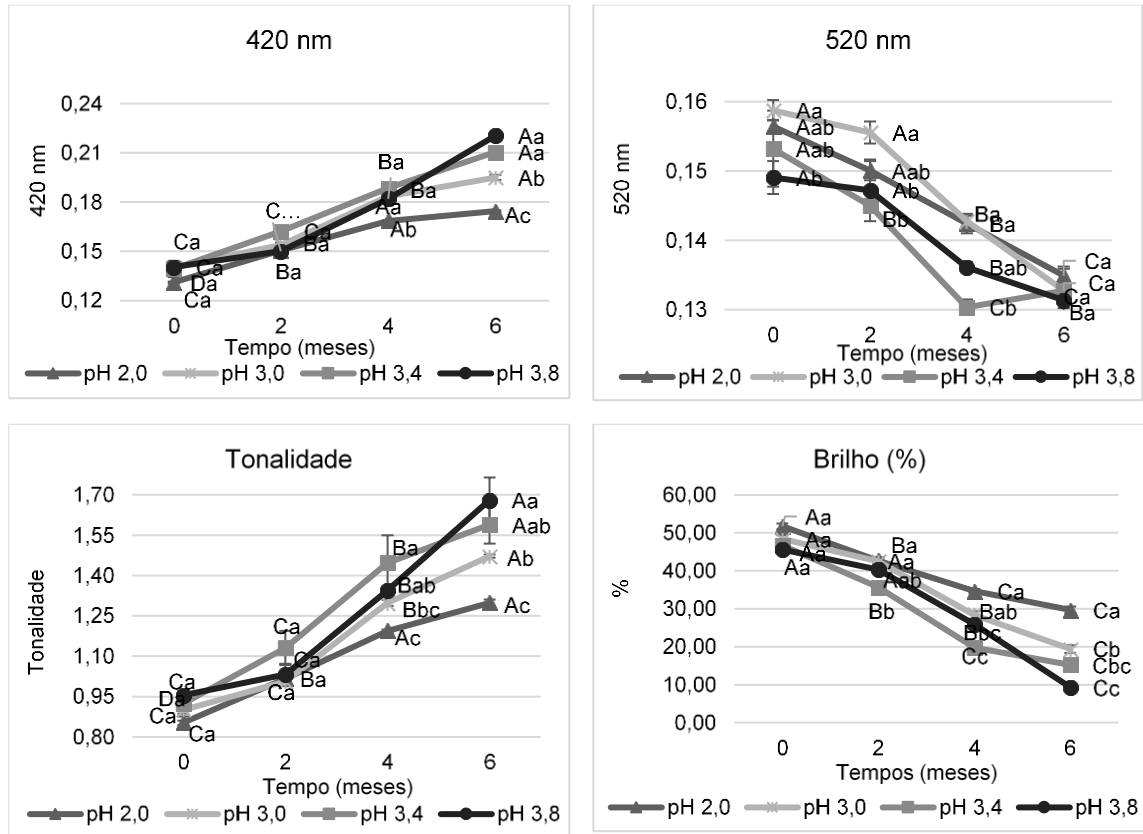 420 nm
420 nm
0,24
0,21
0,18
0,15
0,12
Ca
Ca
Da
Ca
C…
Ca
Ba
Ba
Ba
Ba
Aa
Ab
Aa
Aa
Ab
Ac
0 2 4 6
Tempo (meses)
pH 2,0 pH 3,0 pH 3,4 pH 3,8
520 nm
520 nm
0,16
0,15
0,14
0,13
Aa
Aab
Aab
Ab
Aa
Aab
Ab
Bb
Ba
Ba
Bab
Cb
Ca
Ca
Ca
Ba
0 2 4 6
Tempo (meses)
pH 2,0 pH 3,0 pH 3,4 pH 3,8
Tonalidade
Tonalidade
1,70
1,55
1,40
1,25
1,10
0,95
0,80
Ca
Da
Ca
Ca
Ca
Ca
Ba
Ca
Ba
Bab
Bbc
Ac
Aa
Aab
Ab
Ac
0 2 4 6
Tempo (meses)
pH 2,0 pH 3,0 pH 3,4 pH 3,8
Brilho (%)
%
60,00
50,00
40,00
30,00
20,00
10,00
0,00
Aa
Aa
Aa
Aa
Ba
Aa
Aab
Bb
Ca
Bab
Bbc
Cc
Ca
Cb
Cbc
Cc
0 2 4 6
Tempos (meses)
pH 2,0 pH 3,0 pH 3,4 pH 3,8